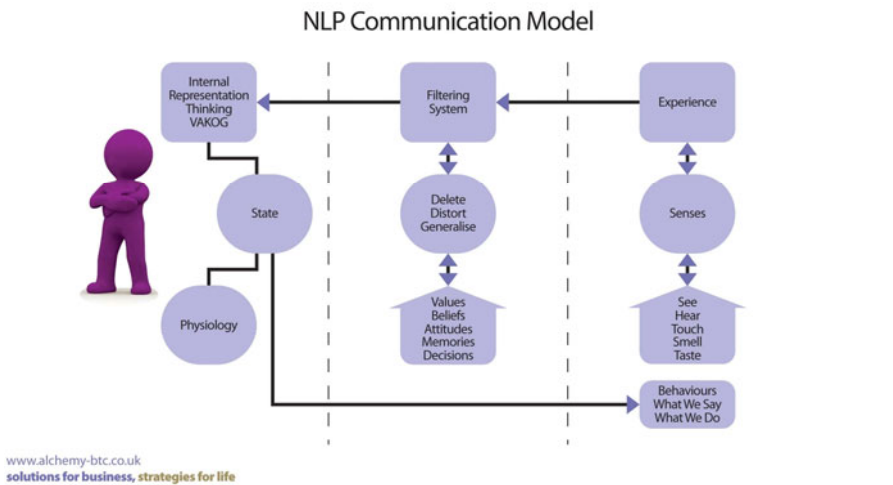 NLP Communication Model
Internal
Representation
Thinking
VAKOG
Filtering
System
Experience
State
Delete
Distort
Generalise
Senses
Physiology
Values
Beliefs
Attitudes
Memories
Decisions
See
Hear
Touch
Smell
Taste
Behaviours
What We Say
What We Do
www.alchemy-btc.co.uk
solutions for business, strategies for life